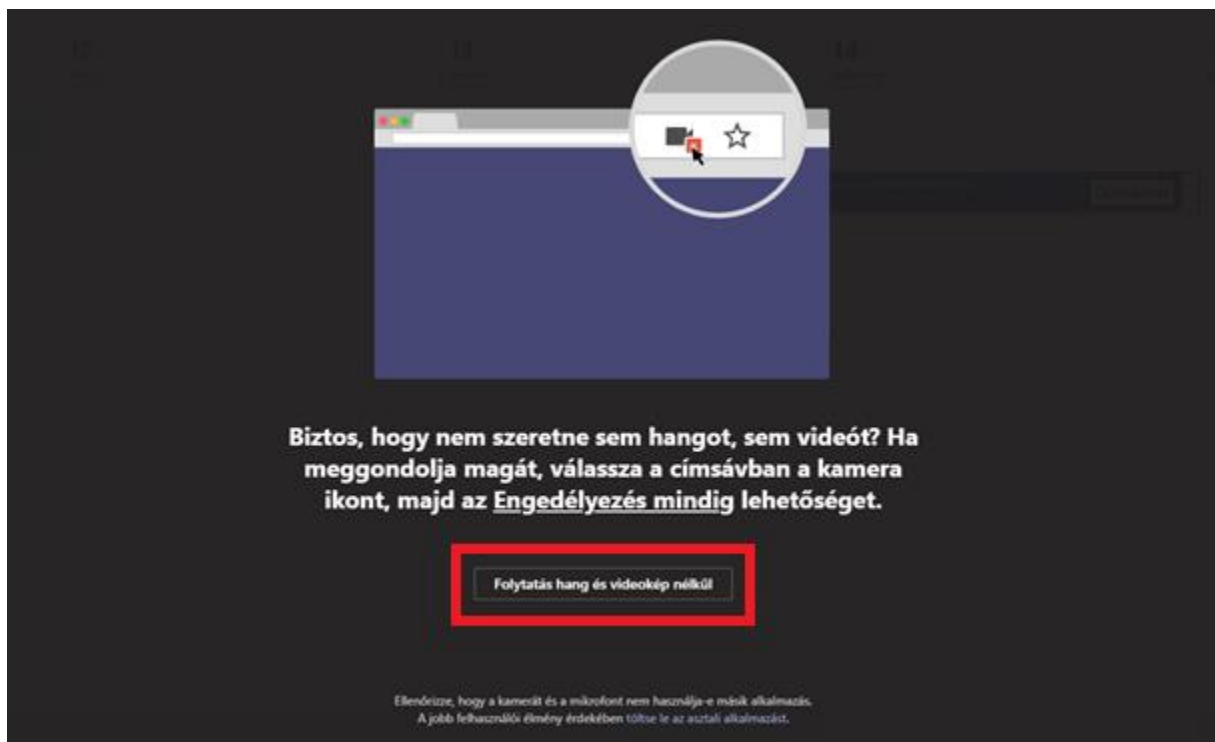 Biztos, hogy nem szeretne sem hangot, sem videót? Ha
meggondolja magát, válassza a címsávban a kamera
ikont, majd az Engedélyezés mindig lehetőséget.
Folytatás hang és videokép nélkül
Ellenőrizze, hogy a kamerát és a mikrofont nem használja-e másik alkalmazás.
A jobb felhasználói élmény érdekében töltse le az asztali alkalmazást.